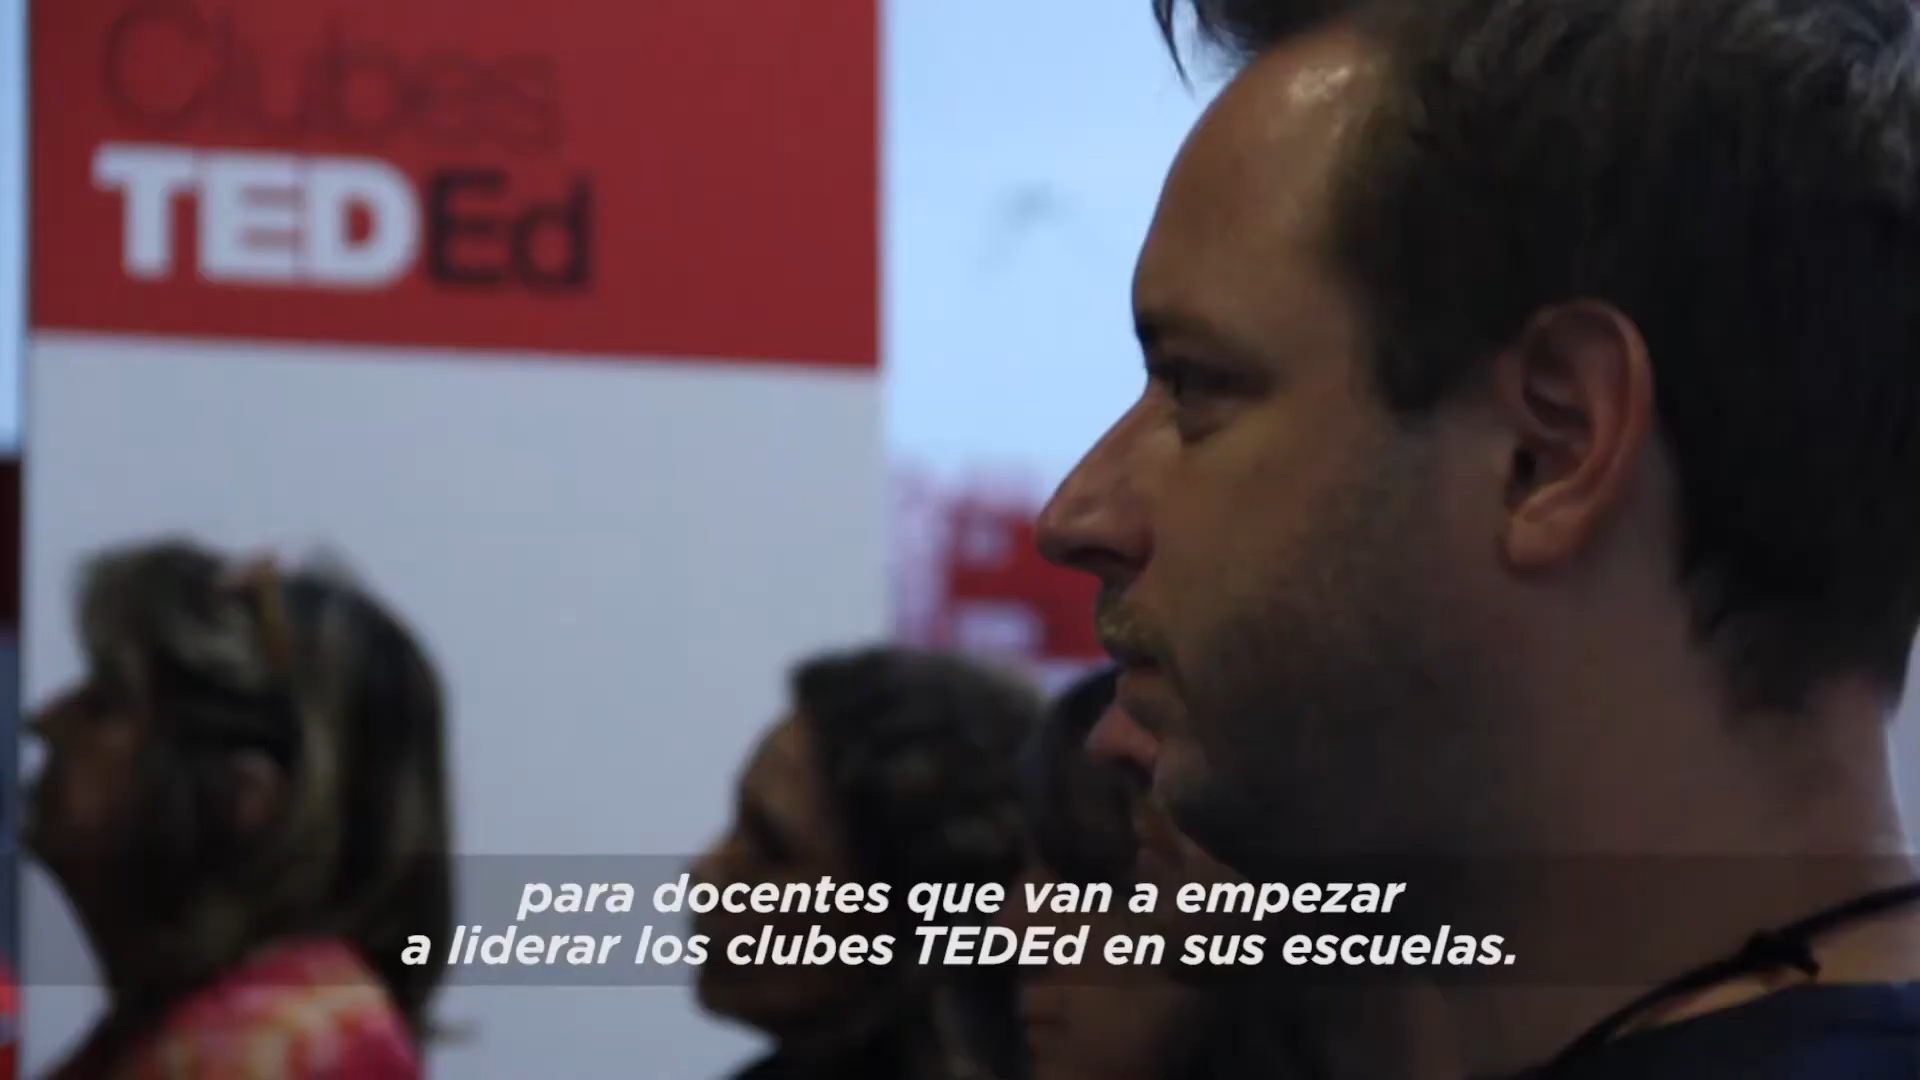 Clubes
TEDEd
para docentes que van a empezar
a liderar los clubes TEDEd en sus escuelas.